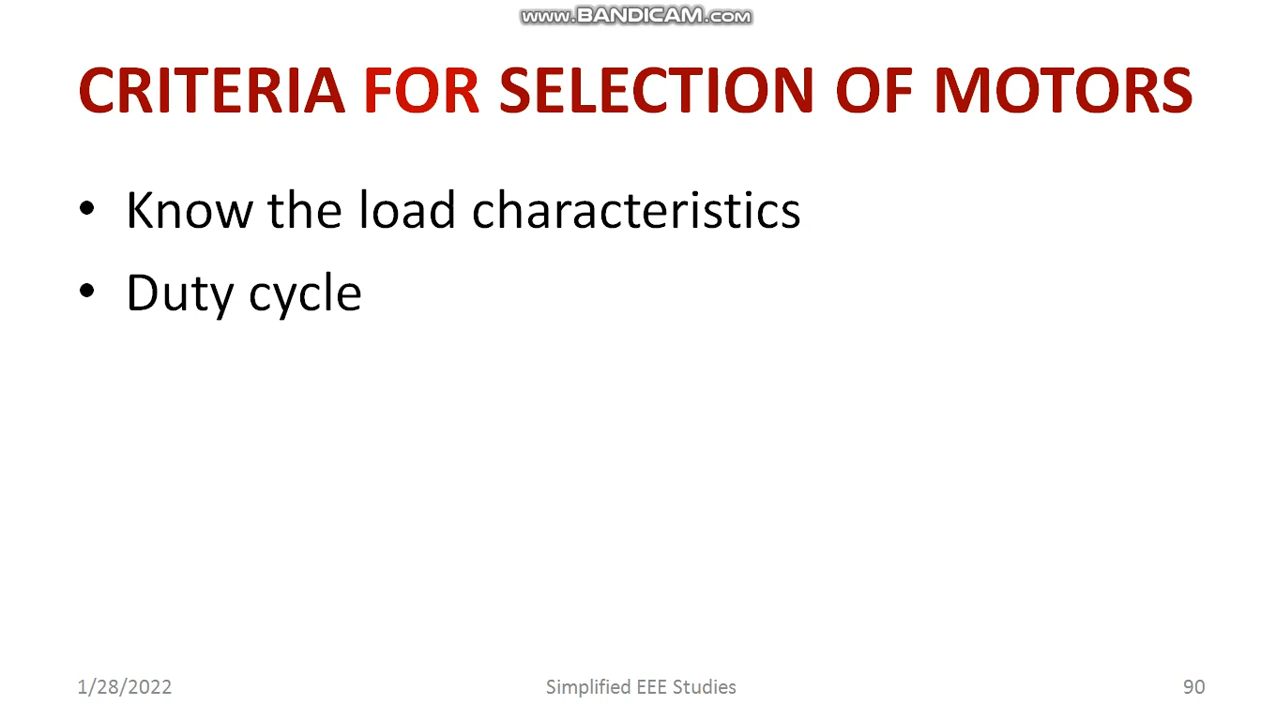 www.BANDICAM.com
CRITERIA FOR SELECTION OF MOTORS
• Know the load characteristics
• Duty cycle
1/28/2022
Simplified EEE Studies
90